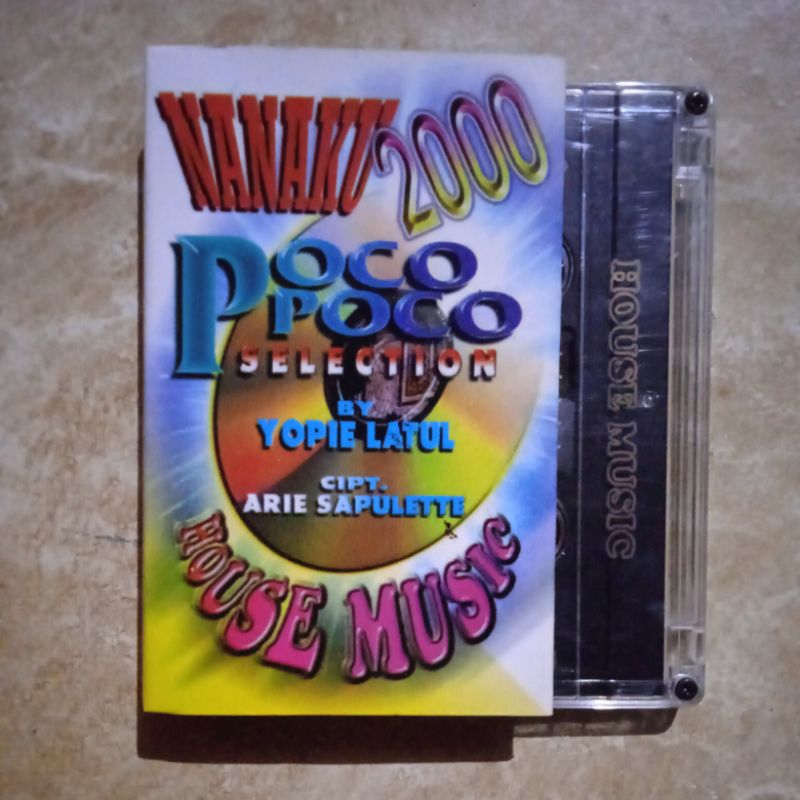 NANAKU 2000
POCO
POCO
SELECTION
BY
YOPIE LATUL
CIPT.
ARIE SAPULETTE
HOUSE MUSIC
HOUSE MUSIC